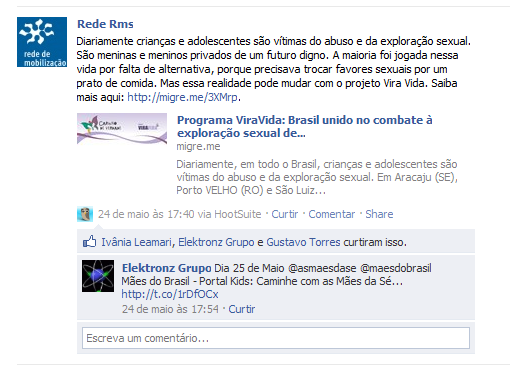 rede de
mobilização
Rede Rms
Diariamente crianças e adolescentes são vítimas do abuso e da exploração sexual.
São meninas e meninos privados de um futuro digno. A maioria foi jogada nessa
vida por falta de alternativa, porque precisava trocar favores sexuais por um
prato de comida. Mas essa realidade pode mudar com o projeto Vira Vida. Saiba
mais aqui: http://migre.me/3XMrp.
Programa ViraVida: Brasil unido no combate à
exploração sexual de...
migre.me
Diariamente, em todo o Brasil, crianças e adolescentes são
vítimas do abuso e da exploração sexual. Em Aracaju (SE),
Porto VELHO (RO) e São Luiz...
24 de maio às 17:40 via HootSuite · Curtir · Comentar · Share
Ivânia Leamari, Elektronz Grupo e Gustavo Torres curtiram isso.
Elektronz Grupo Dia 25 de Maio @asmaesdase @maesdobrasil
Mães do Brasil - Portal Kids: Caminhe com as Mães da Sé...
http://t.co/1rDfOCx
24 de maio às 17:54 · Curtir
Escreva um comentário...